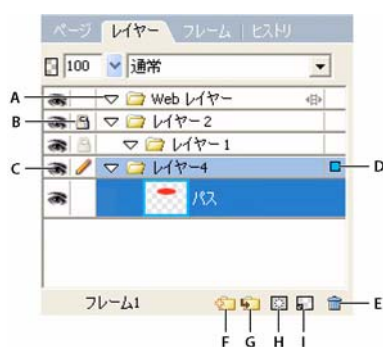 ページ レイヤー フレーム ヒストリ
100 通常
A Web レイヤー
B レイヤー2
レイヤー1
C レイヤー4 D
パス
フレーム1 E
F G H I